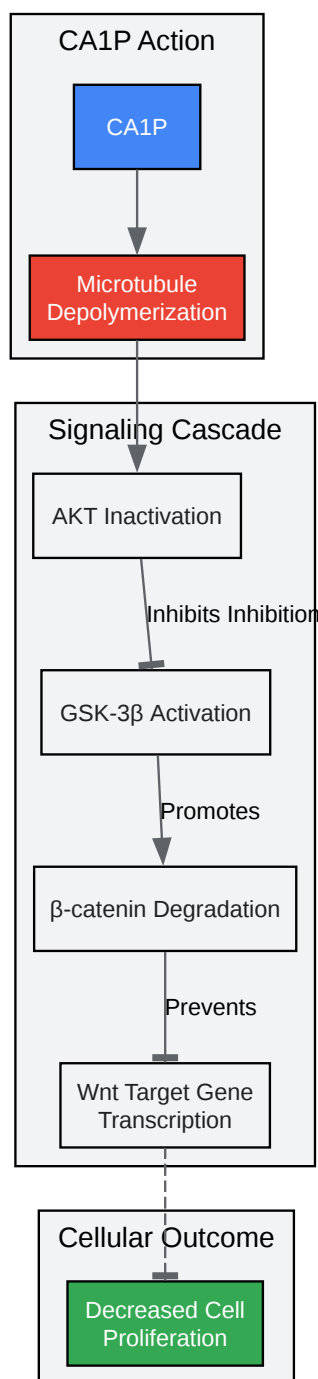 CA1P Action
CA1P
Microtubule
Depolymerization
Signaling Cascade
AKT Inactivation
Inhibits Inhibition
GSK-3β Activation
Promotes
β-catenin Degradation
Prevents
Wnt Target Gene
Transcription
Cellular Outcome
Decreased Cell
Proliferation